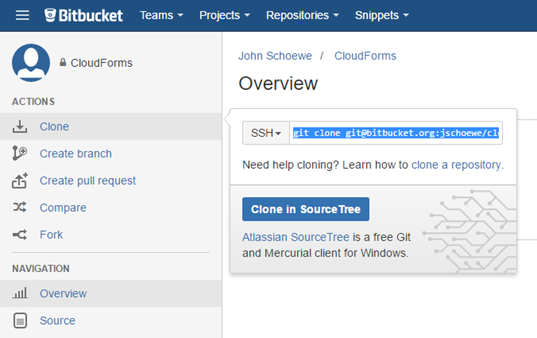 Bitbucket Teams Projects Repositories Snippets
CloudForms
ACTIONS
Clone
Create branch
Create pull request
Compare
Fork
NAVIGATION
Overview
Source
John Schoewe / CloudForms
Overview
SSH git clone git@bitbucket.org:jschoewe/cl
Need help cloning? Learn how to clone a repository.
Clone in SourceTree
Atlassian SourceTree is a free Git
and Mercurial client for Windows.